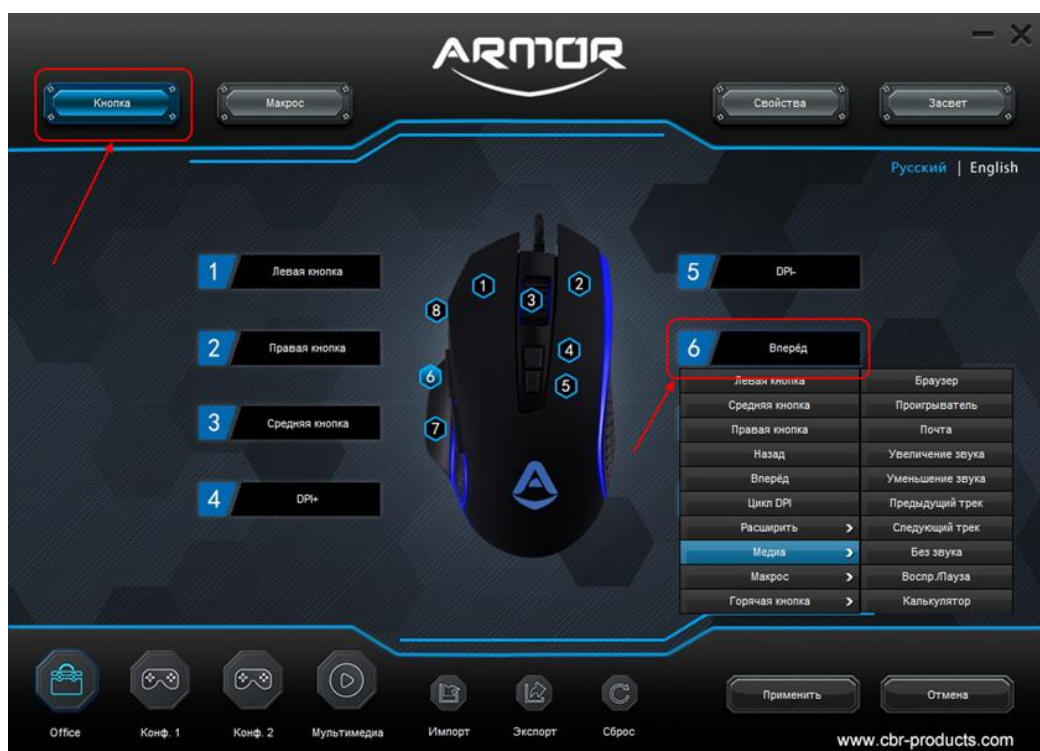 ARMOR
Кнопка
Макрос
Свойства
Засвет
Русский | English
1 Левая кнопка
2 Правая кнопка
3 Средняя кнопка
4 DPI+
1
2
3
8
4
6
5
7
5 DPI-
6 Вперёд
Левая кнопка
Средняя кнопка
Правая кнопка
Назад
Вперёд
Цикл DPI
Расширить
Медиа
Макрос
Горячая кнопка
Браузер
Проигрыватель
Почта
Увеличение звука
Уменьшение звука
Предыдущий трек
Следующий трек
Без звука
Воспр./Пауза
Калькулятор
Office
Конф. 1
Конф. 2
Мультимедиа
Импорт
Экспорт
Сброс
Применить
Отмена
www.cbr-products.com